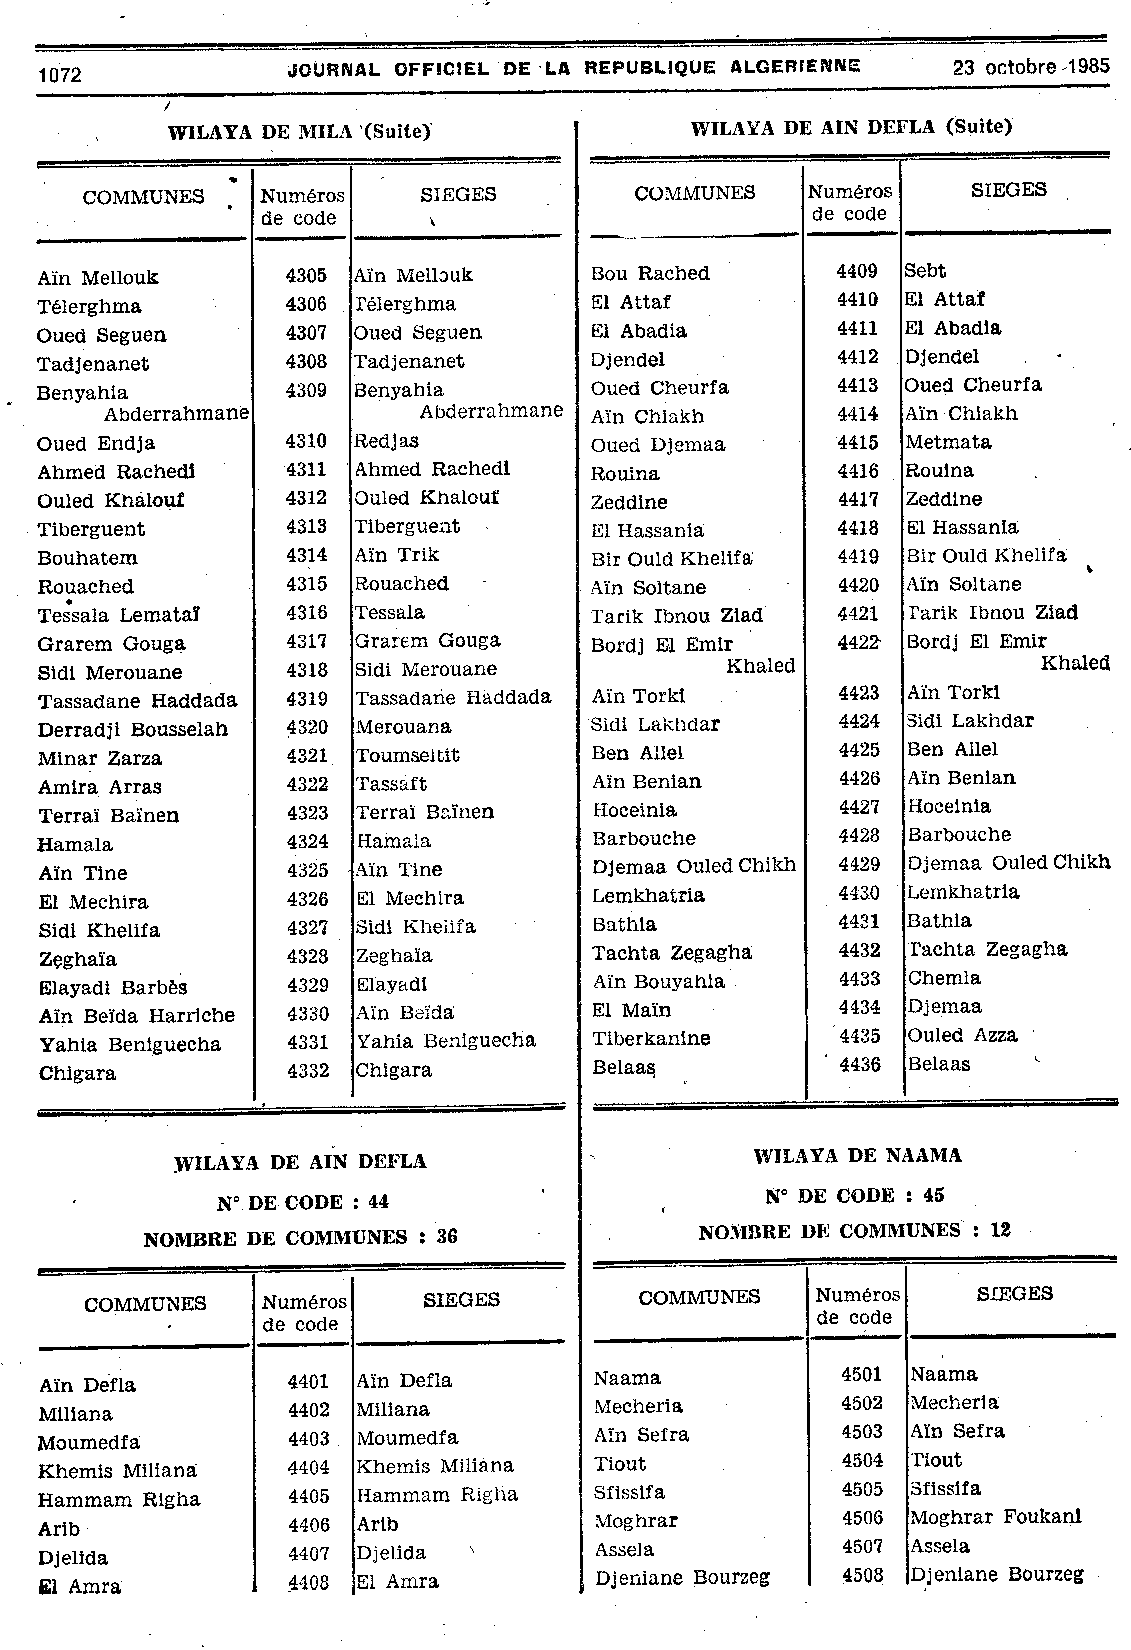 1072 JOURNAL OFFICIEL DE LA REPUBLIQUE ALGERIENNE 23 octobre 1985
WILAYA DE MILA (Suite)
COMMUNES Numéros de code SIEGES
Aïn Mellouk 4305 Aïn Mellouk
Télerghma 4306 Télerghma
Oued Seguen 4307 Oued Seguen
Tadjenanet 4308 Tadjenanet
Benyahia 4309 Benyahia
Abderrahmane Abderrahmane
Oued Endja 4310 Redjas
Ahmed Rachedi 4311 Ahmed Rachedi
Ouled Khalouf 4312 Ouled Khalouf
Tiberguent 4313 Tiberguent
Bouhatem 4314 Aïn Trik
Rouached 4315 Rouached
Tessala Lemataï 4316 Tessala
Grarem Gouga 4317 Grarem Gouga
Sidi Merouane 4318 Sidi Merouane
Tassadane Haddada 4319 Tassadane Haddada
Derradji Bousselah 4320 Merouana
Minar Zarza 4321 Toumseltit
Amira Arras 4322 Tassaft
Terraï Baïnen 4323 Terraï Baïnen
Hamala 4324 Hamala
Aïn Tine 4325 Aïn Tine
El Mechira 4326 El Mechira
Sidi Khelifa 4327 Sidi Khelifa
Zeghaïa 4328 Zeghaïa
Elayadi Barbès 4329 Elayadi
Aïn Beïda Harriche 4330 Aïn Beïda
Yahia Beniguecha 4331 Yahia Beniguecha
Chigara 4332 Chigara
WILAYA DE AIN DEFLA
N° DE CODE : 44
NOMBRE DE COMMUNES : 36
COMMUNES Numéros de code SIEGES
Aïn Defla 4401 Aïn Defla
Miliana 4402 Miliana
Moumedfa 4403 Moumedfa
Khemis Miliana 4404 Khemis Miliana
Hammam Righa 4405 Hammam Righa
Arib 4406 Arib
Djelida 4407 Djelida
El Amra 4408 El Amra
WILAYA DE AIN DEFLA (Suite)
COMMUNES Numéros de code SIEGES
Bou Rached 4409 Sebt
El Attaf 4410 El Attaf
El Abadia 4411 El Abadia
Djendel 4412 Djendel
Oued Cheurfa 4413 Oued Cheurfa
Aïn Chiakh 4414 Aïn Chiakh
Oued Djemaa 4415 Metmata
Rouina 4416 Rouina
Zeddine 4417 Zeddine
El Hassania 4418 El Hassania
Bir Ould Khelifa 4419 Bir Ould Khelifa
Aïn Soltane 4420 Aïn Soltane
Tarik Ibnou Ziad 4421 Tarik Ibnou Ziad
Bordj El Emir 4422 Bordj El Emir
Khaled Khaled
Aïn Torki 4423 Aïn Torki
Sidi Lakhdar 4424 Sidi Lakhdar
Ben Allel 4425 Ben Allel
Aïn Benian 4426 Aïn Benian
Hoceinia 4427 Hoceinia
Barbouche 4428 Barbouche
Djemaa Ouled Chikh 4429 Djemaa Ouled Chikh
Lemkhatria 4430 Lemkhatria
Bathia 4431 Bathia
Tachta Zegagha 4432 Tachta Zegagha
Aïn Bouyahia 4433 Chemla
El Maïn 4434 Djemaa
Tiberkanine 4435 Ouled Azza
Belaas 4436 Belaas
WILAYA DE NAAMA
N° DE CODE : 45
NOMBRE DE COMMUNES : 12
COMMUNES Numéros de code SIEGES
Naama 4501 Naama
Mecheria 4502 Mecheria
Aïn Sefra 4503 Aïn Sefra
Tiout 4504 Tiout
Sfissifa 4505 Sfissifa
Moghrar 4506 Moghrar Foukani
Assela 4507 Assela
Djeniane Bourzeg 4508 Djeniane Bourzeg